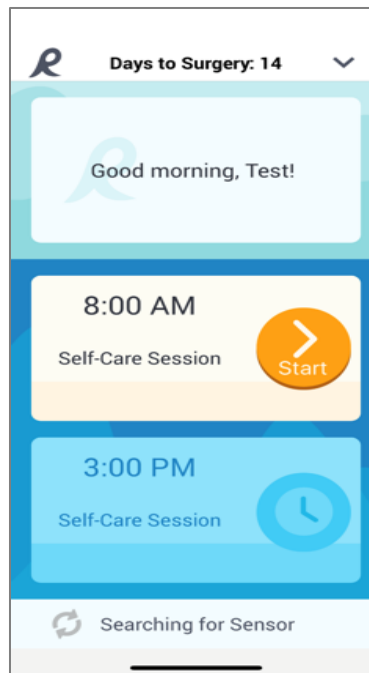 Days to Surgery: 14
Good morning, Test!
8:00 AM
Self-Care Session
Start
3:00 PM
Self-Care Session
Searching for Sensor